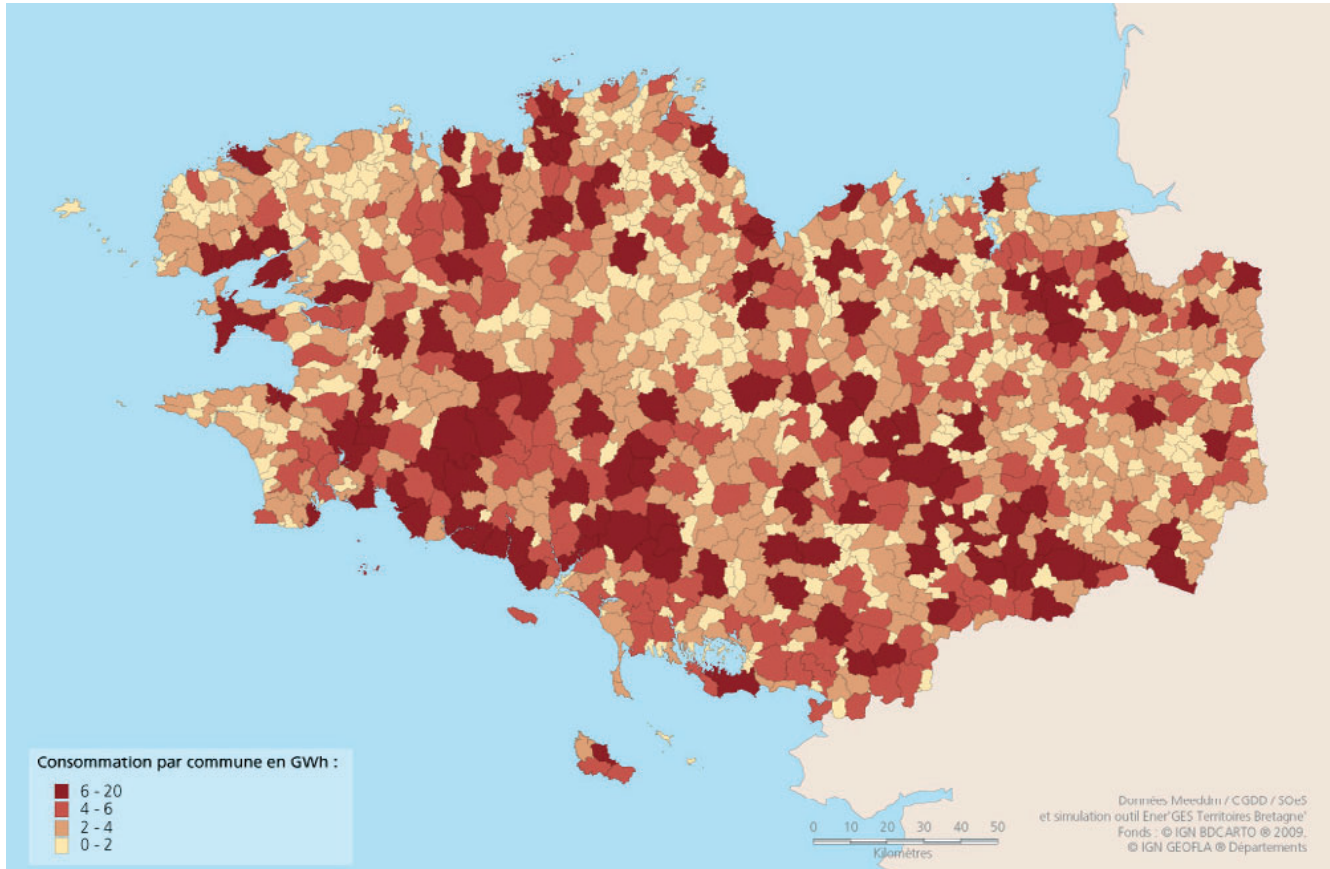 Consommation par commune en GWh :
6 - 20
4 - 6
2 - 4
0 - 2
0 10 20 30 40 50
Kilomètres
Données Meeddm / CGDD / SOeS
et simulation outil Ener'GES Territoires Bretagne'
Fonds : © IGN BDCARTO ® 2009.
© IGN GEOFLA ® Départements